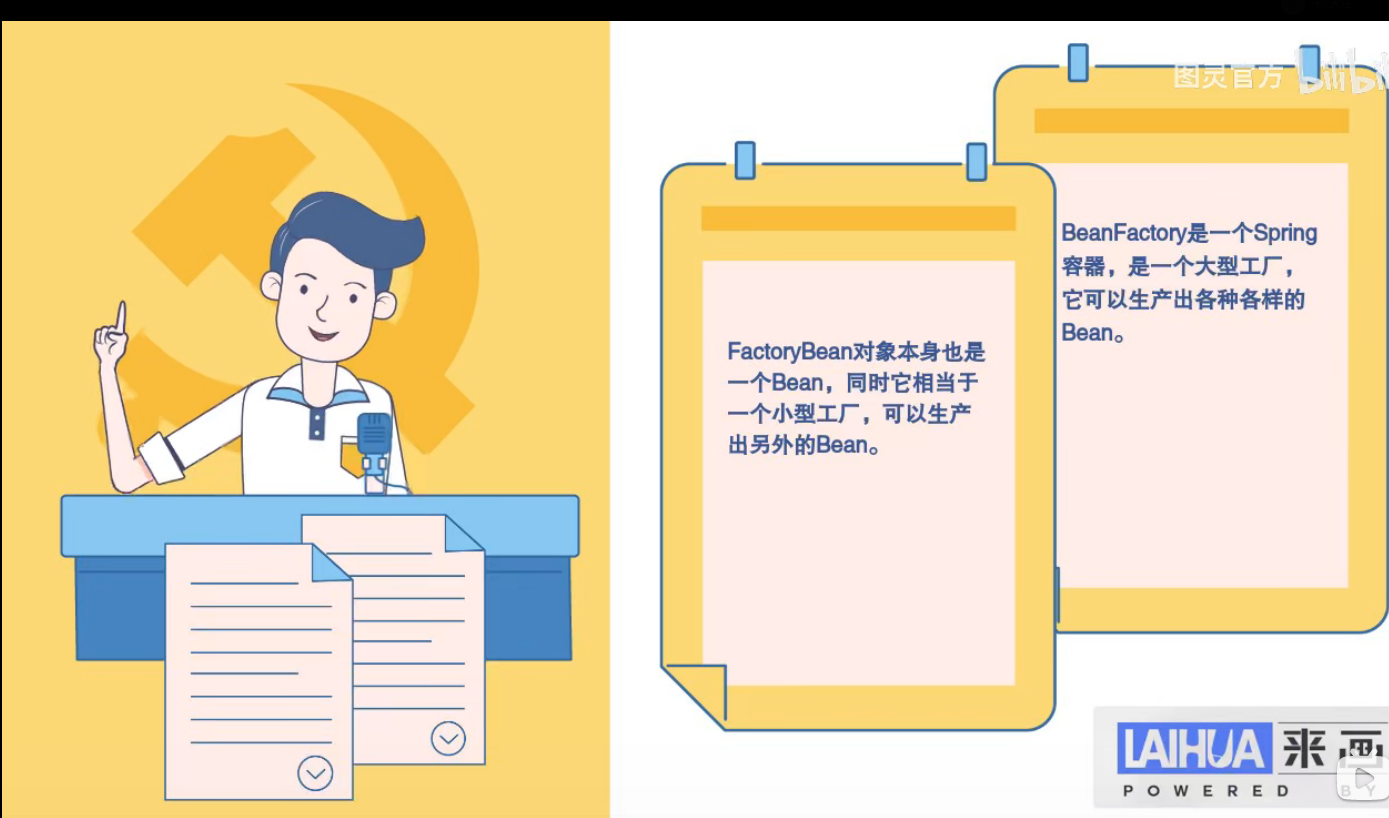 图灵官方 bilibili
FactoryBean对象本身也是
一个Bean，同时它相当于
一个小型工厂，可以生产
出另外的Bean。
BeanFactory是一个Spring
容器，是一个大型工厂，
它可以生产出各种各样的
Bean。
LAIHUA 来画
POWERED BY